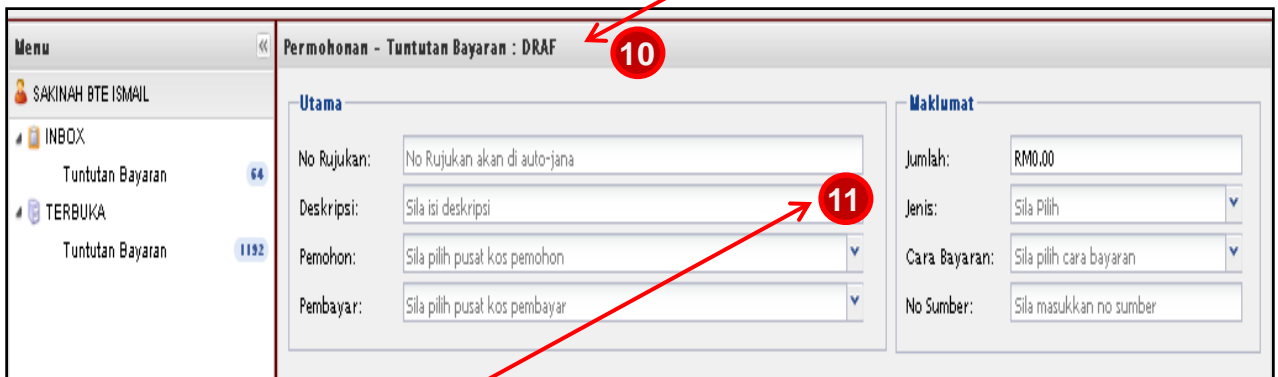 Menu
SAKINAH BTE ISMAIL
INBOX
Tuntutan Bayaran 64
TERBUKA
Tuntutan Bayaran 1192
Permohonan - Tuntutan Bayaran : DRAF
10
Utama
No Rujukan: No Rujukan akan di auto-jana
Deskripsi: Sila isi deskripsi
11
Pemohon: Sila pilih pusat kos pemohon
Pembayar: Sila pilih pusat kos pembayar
Maklumat
Jumlah: RM0.00
Jenis: Sila Pilih
Cara Bayaran: Sila pilih cara bayaran
No Sumber: Sila masukkan no sumber